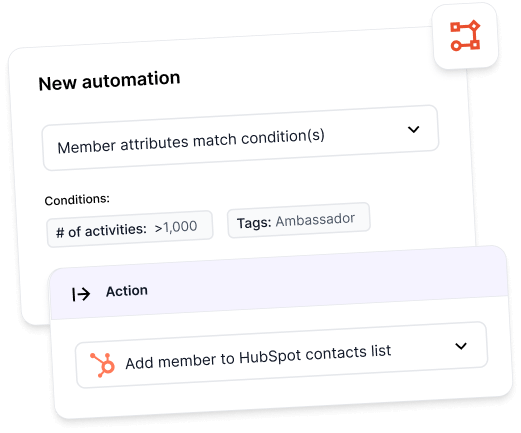 New automation
Member attributes match condition(s)
Conditions:
# of activities: >1,000 Tags: Ambassador
Action
Add member to HubSpot contacts list